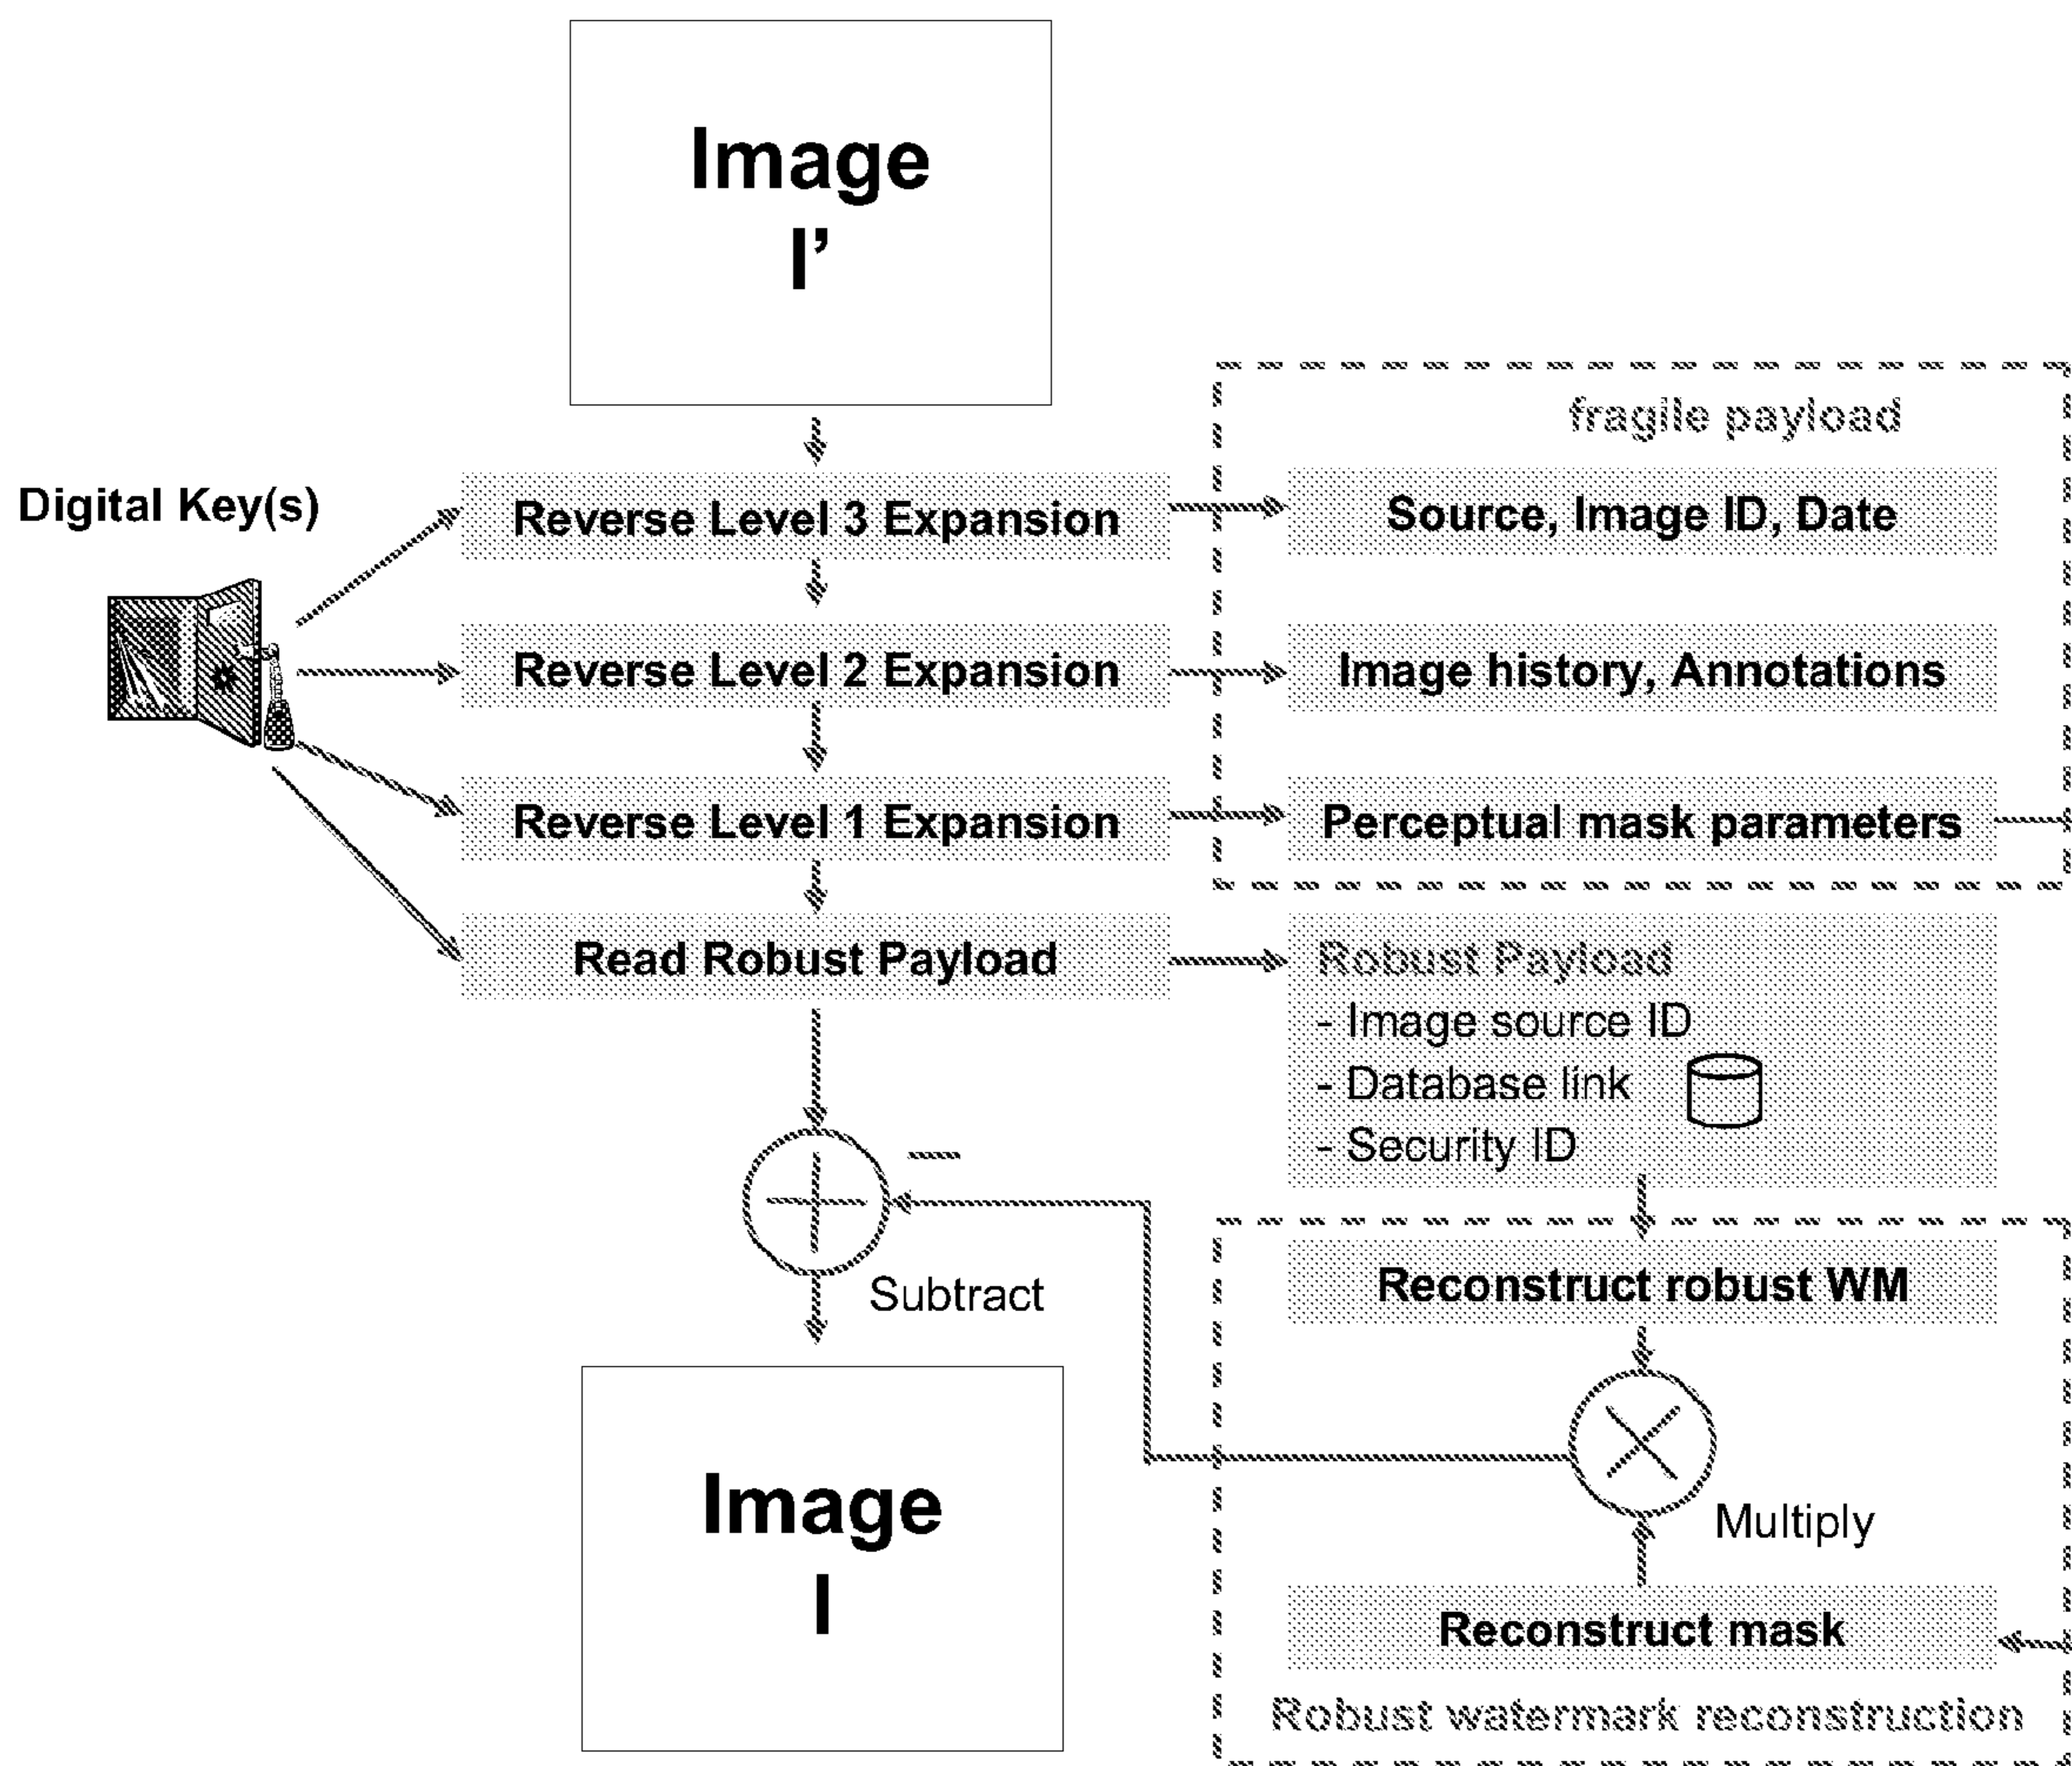 Image
I’
fragile payload
Digital Key(s)
Reverse Level 3 Expansion
Source, Image ID, Date
Reverse Level 2 Expansion
Image history, Annotations
Reverse Level 1 Expansion
Perceptual mask parameters
Read Robust Payload
Robust Payload
- Image source ID
- Database link
- Security ID
Subtract
Reconstruct robust WM
Multiply
Image
I
Reconstruct mask
Robust watermark reconstruction